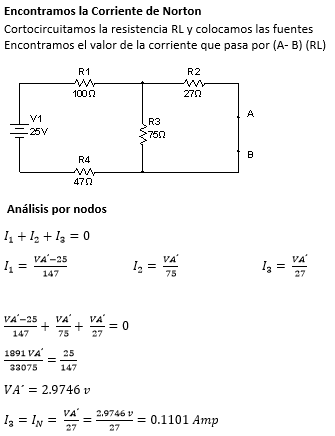 Encontramos la Corriente de Norton
Cortocircuitamos la resistencia RL y colocamos las fuentes
Encontramos el valor de la corriente que pasa por (A- B) (RL)
R1
100Ω
R2
27Ω
V1
25V
R3
75Ω
A
B
R4
47Ω
Análisis por nodos
I₁ + I₂ + I₃ = 0
I₁ = (VA´−25)/147 I₂ = VA´/75 I₃ = VA´/27
(VA´−25)/147 + VA´/75 + VA´/27 = 0
1891 VA´/33075 = 25/147
VA´ = 2.9746 v
I₃ = I_N = VA´/27 = 2.9746 v/27 = 0.1101 Amp